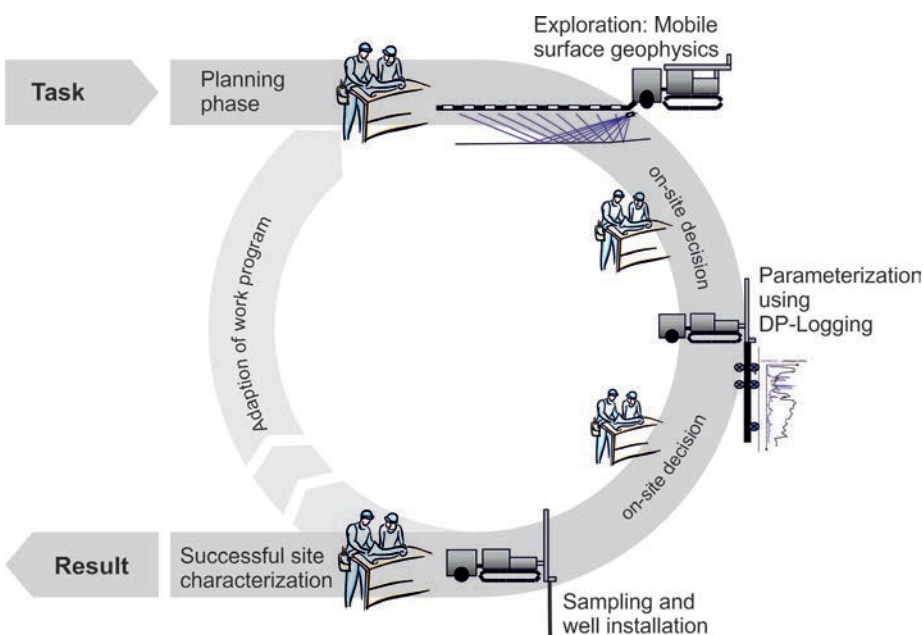 Exploration: Mobile
surface geophysics
Task
Planning
phase
on-site
decision
Parameterization
using
DP-Logging
Adaption of work program
on-site decision
Result
Successful site
characterization
Sampling and
well installation